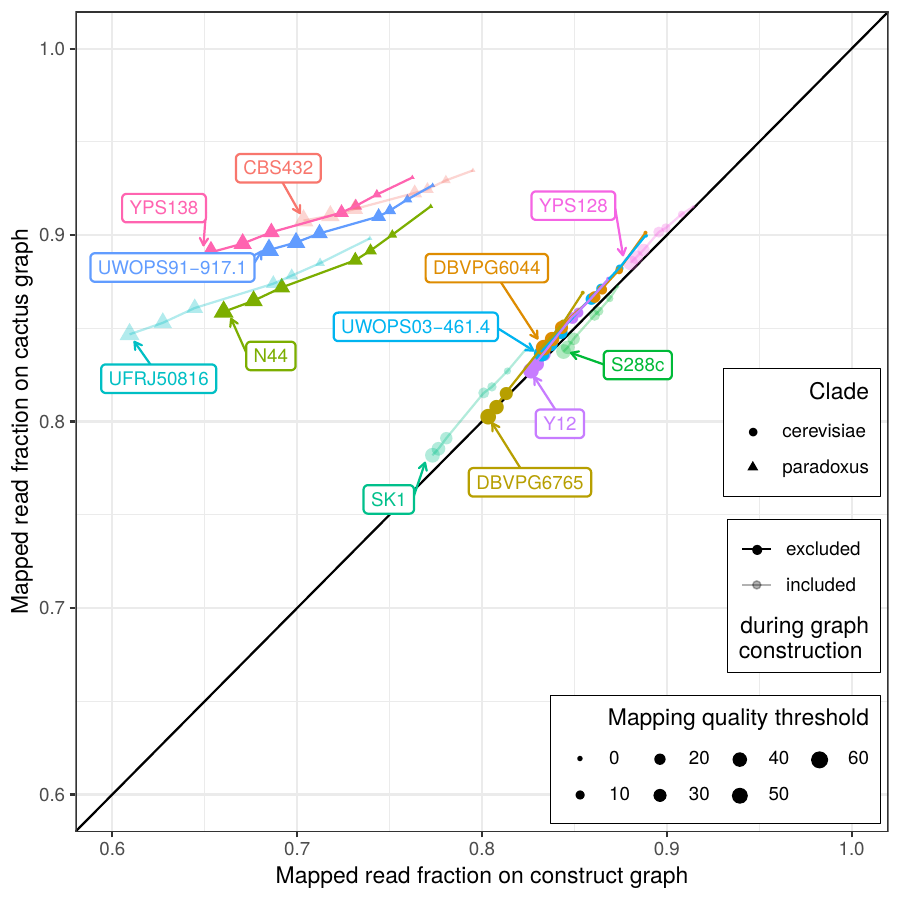 1.0
0.9
0.8
0.7
0.6
Mapped read fraction on cactus graph
CBS432
YPS138
YPS128
UWOPS91−917.1
DBVPG6044
UWOPS03−461.4
N44
S288c
UFRJ50816
Y12
DBVPG6765
SK1
Clade
cerevisiae
paradoxus
excluded
included
during graph
construction
Mapping quality threshold
0 20 40 60
10 30 50
0.6 0.7 0.8 0.9 1.0
Mapped read fraction on construct graph